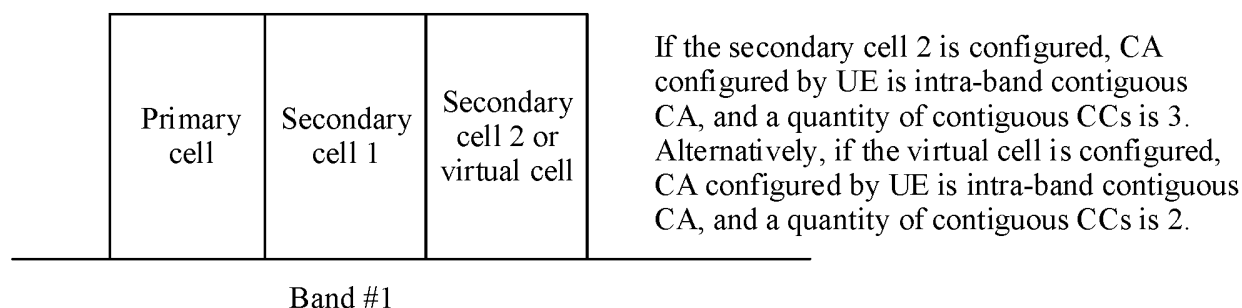 Primary
cell
Secondary
cell 1
Secondary
cell 2 or
virtual cell
If the secondary cell 2 is configured, CA
configured by UE is intra-band contiguous
CA, and a quantity of contiguous CCs is 3.
Alternatively, if the virtual cell is configured,
CA configured by UE is intra-band contiguous
CA, and a quantity of contiguous CCs is 2.
Band #1